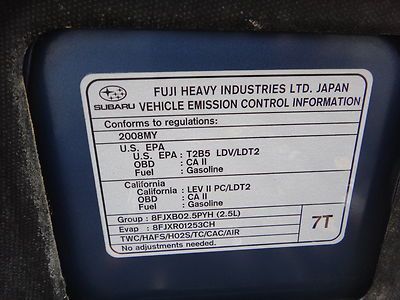 FUJI HEAVY INDUSTRIES LTD. JAPAN
SUBARU
VEHICLE EMISSION CONTROL INFORMATION
Conforms to regulations:
2008MY
U.S. EPA
U.S. EPA : T2B5 LDV/LDT2
OBD : CA II
Fuel : Gasoline
California
California : LEV II PC/LDT2
OBD : CA II
Fuel : Gasoline
Group : 8FJXB02.5PYH (2.5L)
Evap : 8FJXR01253CH
7T
TWC/HAFS/HO2S/TC/CAC/AIR
No adjustments needed.